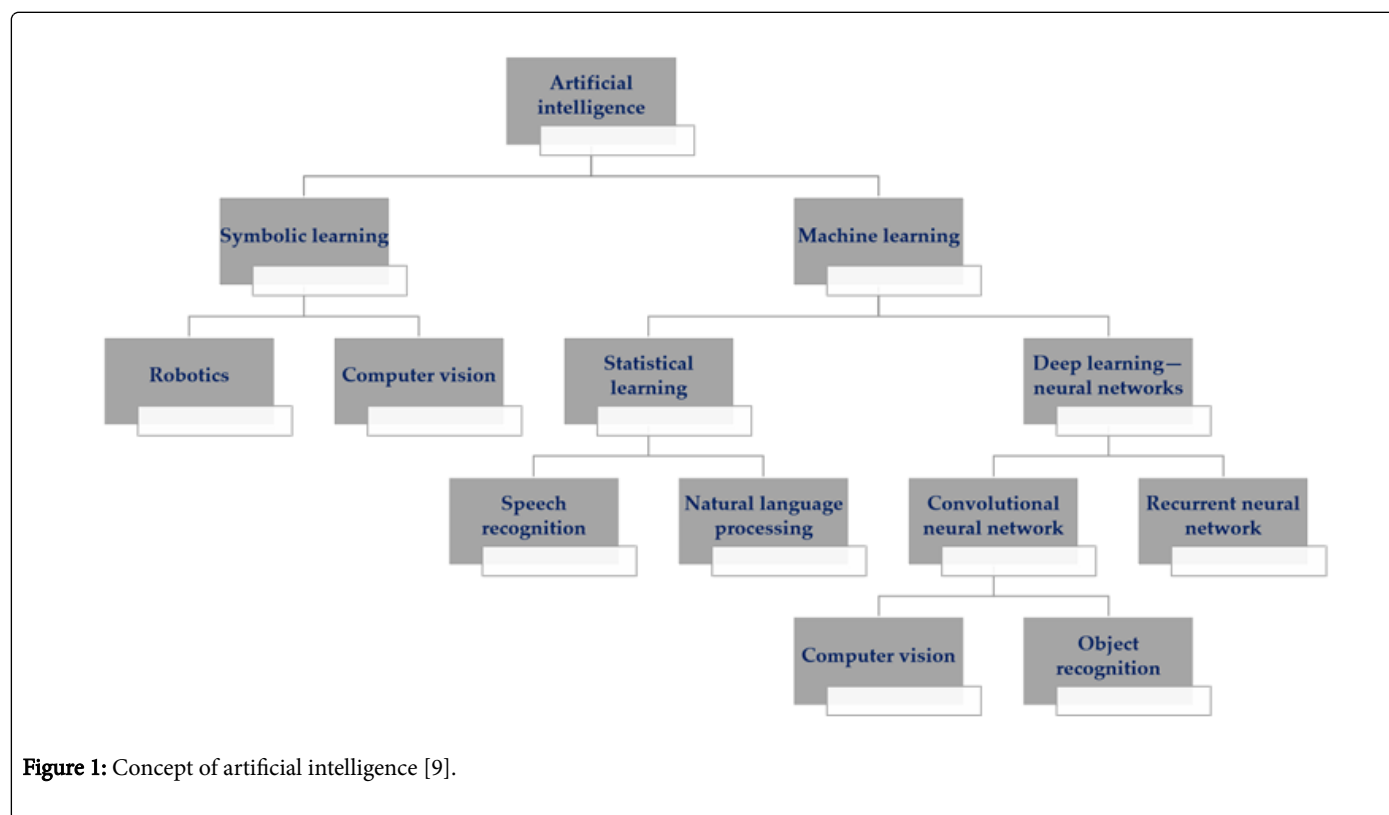 Artificial
intelligence
Symbolic learning
Machine learning
Robotics
Computer vision
Statistical
learning
Deep learning—
neural networks
Speech
recognition
Natural language
processing
Convolutional
neural network
Recurrent neural
network
Computer vision
Object
recognition
Figure 1: Concept of artificial intelligence [9].